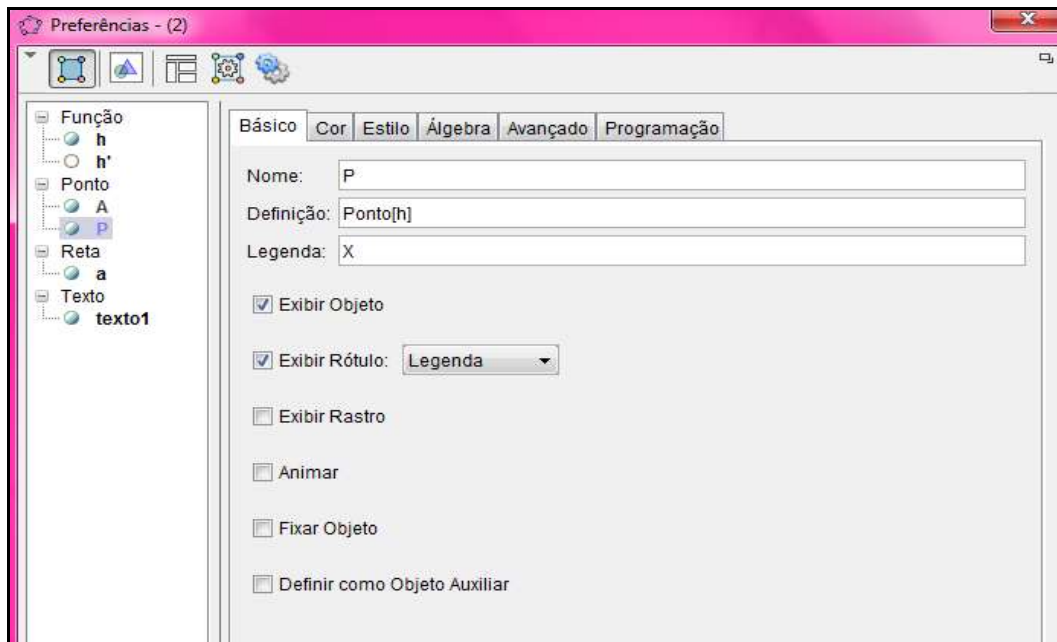 Preferências - (2)
Função
h
h'
Ponto
A
P
Reta
a
Texto
texto1
Básico Cor Estilo Álgebra Avançado Programação
Nome: P
Definição: Ponto[h]
Legenda: X
Exibir Objeto
Exibir Rótulo: Legenda
Exibir Rastro
Animar
Fixar Objeto
Definir como Objeto Auxiliar